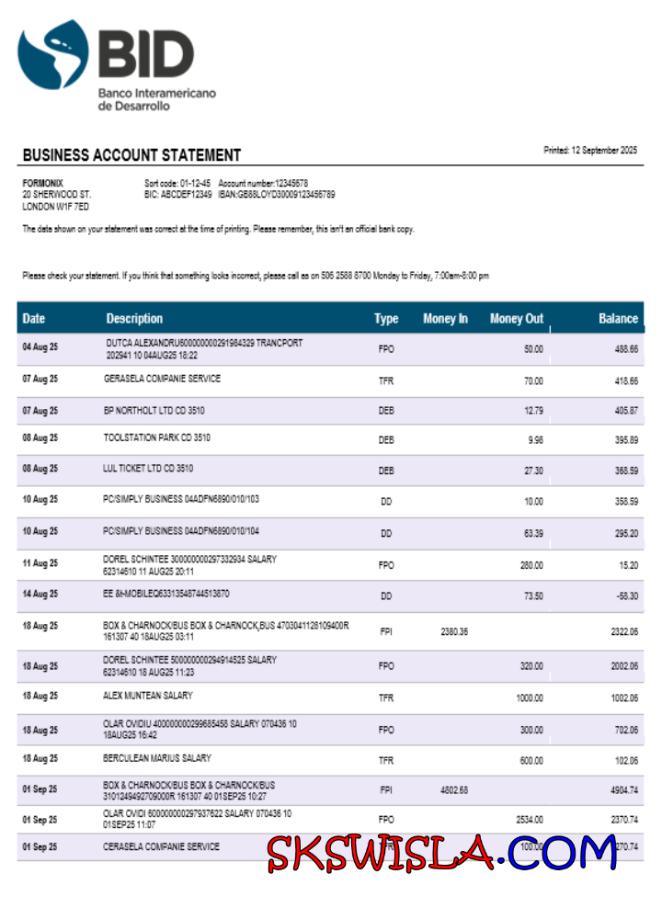 BID
Banco Interamericano
de Desarrollo
BUSINESS ACCOUNT STATEMENT
Printed: 12 September 2025
FORMONIX Sort code: 01-12-45 Account number:12345678
20 SHERWOOD ST. BIC: ABCDEF12349 IBAN:GB88LOYD30009123456789
LONDON W1F 7ED
The data shown on your statement was correct at the time of printing. Please remember, this isn't an official bank copy.
Please check your statement. If you think that something looks incorrect, please call as on 506 2588 8700 Monday to Friday, 7:00am-8:00 pm
Date Description Type Money In Money Out Balance
04 Aug 25 DUTCA ALEXANDRU600000000291984329 TRANCPORT FPO 50.00 488.66
202941 10 04AUG25 18:22
07 Aug 25 GERASELA COMPANIE SERVICE TFR 70.00 418.66
07 Aug 25 BP NORTHOLT LTD CD 3510 DEB 12.79 405.87
08 Aug 25 TOOLSTATION PARK CD 3510 DEB 9.98 395.89
08 Aug 25 LUL TICKET LTD CD 3510 DEB 27.30 368.59
10 Aug 25 PC/SIMPLY BUSINESS 04ADFN6890/010/103 DD 10.00 358.59
10 Aug 25 PC/SIMPLY BUSINESS 04ADFN6890/010/104 DD 63.39 295.20
11 Aug 25 DOREL SCHINTEE 300000000297332934 SALARY FPO 280.00 15.20
62314610 11 AUG25 20:11
14 Aug 25 EE &t-MOBILEQ63313548744513870 DD 73.50 -58.30
18 Aug 25 BOX & CHARNOCK/BUS BOX & CHARNOCK,BUS 4703041128109400R FPI 2380.36 2322.06
161307 40 18AUG25 03:11
18 Aug 25 DOREL SCHINTEE 500000000294914525 SALARY FPO 320.00 2002.06
62314610 18 AUG25 11:23
18 Aug 25 ALEX MUNTEAN SALARY TFR 1000.00 1002.06
18 Aug 25 OLAR OVIDIU 400000000299685458 SALARY 070436 10 FPO 300.00 702.06
18AUG25 16:42
18 Aug 25 BERCULEAN MARIUS SALARY TFR 600.00 102.06
01 Sep 25 BOX & CHARNOCK/BUS BOX & CHARNOCK/BUS FPI 4802.68 4904.74
3101249492709000R 161307 40 01SEP25 10:27
01 Sep 25 OLAR OVIDI 600000000297937622 SALARY 070436 10 FPO 2534.00 2370.74
01SEP25 11:07
01 Sep 25 CERASELA COMPANIE SERVICE TFR 100.00
SKSWISLA.COM